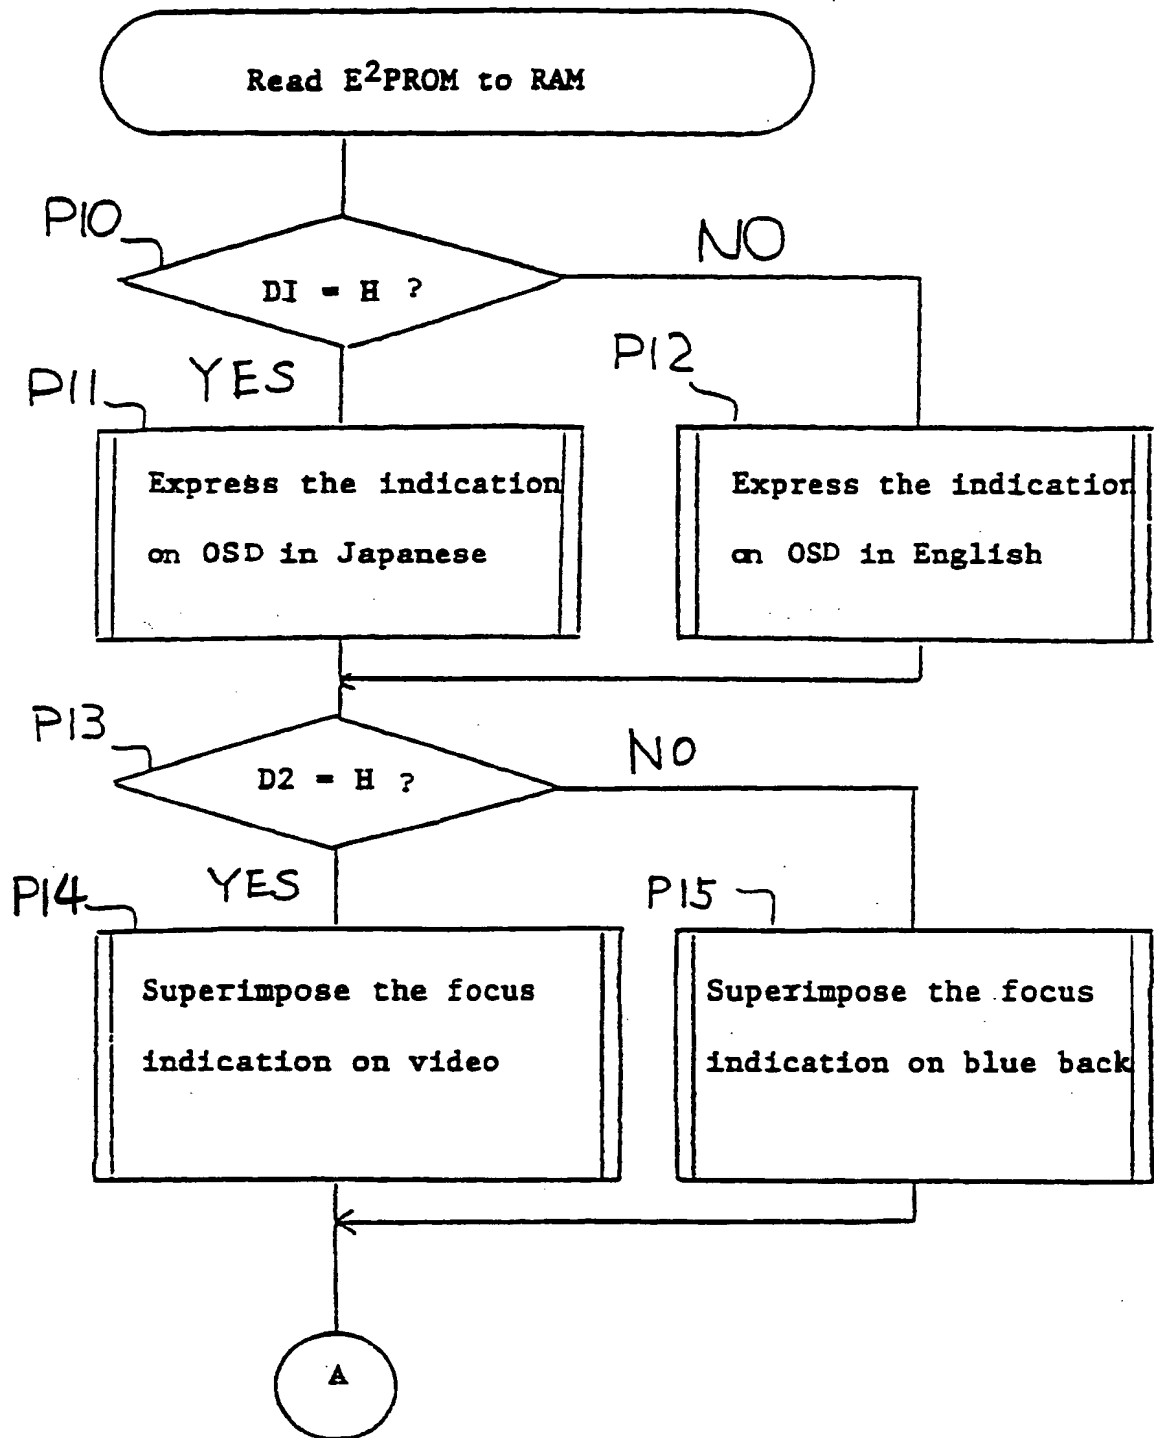 Read E²PROM to RAM
P10
DI = H ?
NO
YES
P11
Express the indication
on OSD in Japanese
P12
Express the indication
on OSD in English
P13
D2 = H ?
NO
YES
P14
Superimpose the focus
indication on video
P15
Superimpose the focus
indication on blue back
A